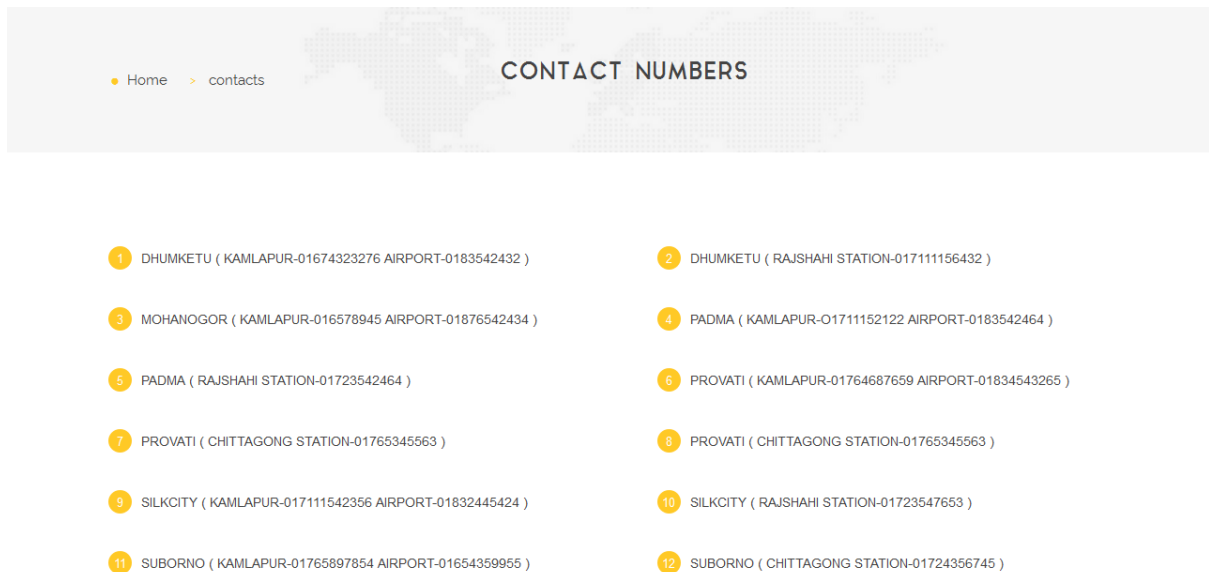 CONTACT NUMBERS
Home > contacts
1 DHUMKETU ( KAMLAPUR-01674323276 AIRPORT-0183542432 )
2 DHUMKETU ( RAJSHAHI STATION-017111156432 )
3 MOHANOGOR ( KAMLAPUR-016578945 AIRPORT-01876542434 )
4 PADMA ( KAMLAPUR-O1711152122 AIRPORT-0183542464 )
5 PADMA ( RAJSHAHI STATION-01723542464 )
6 PROVATI ( KAMLAPUR-01764687659 AIRPORT-01834543265 )
7 PROVATI ( CHITTAGONG STATION-01765345563 )
8 PROVATI ( CHITTAGONG STATION-01765345563 )
9 SILKCITY ( KAMLAPUR-017111542356 AIRPORT-01832445424 )
10 SILKCITY ( RAJSHAHI STATION-01723547653 )
11 SUBORNO ( KAMLAPUR-01765897854 AIRPORT-01654359955 )
12 SUBORNO ( CHITTAGONG STATION-01724356745 )